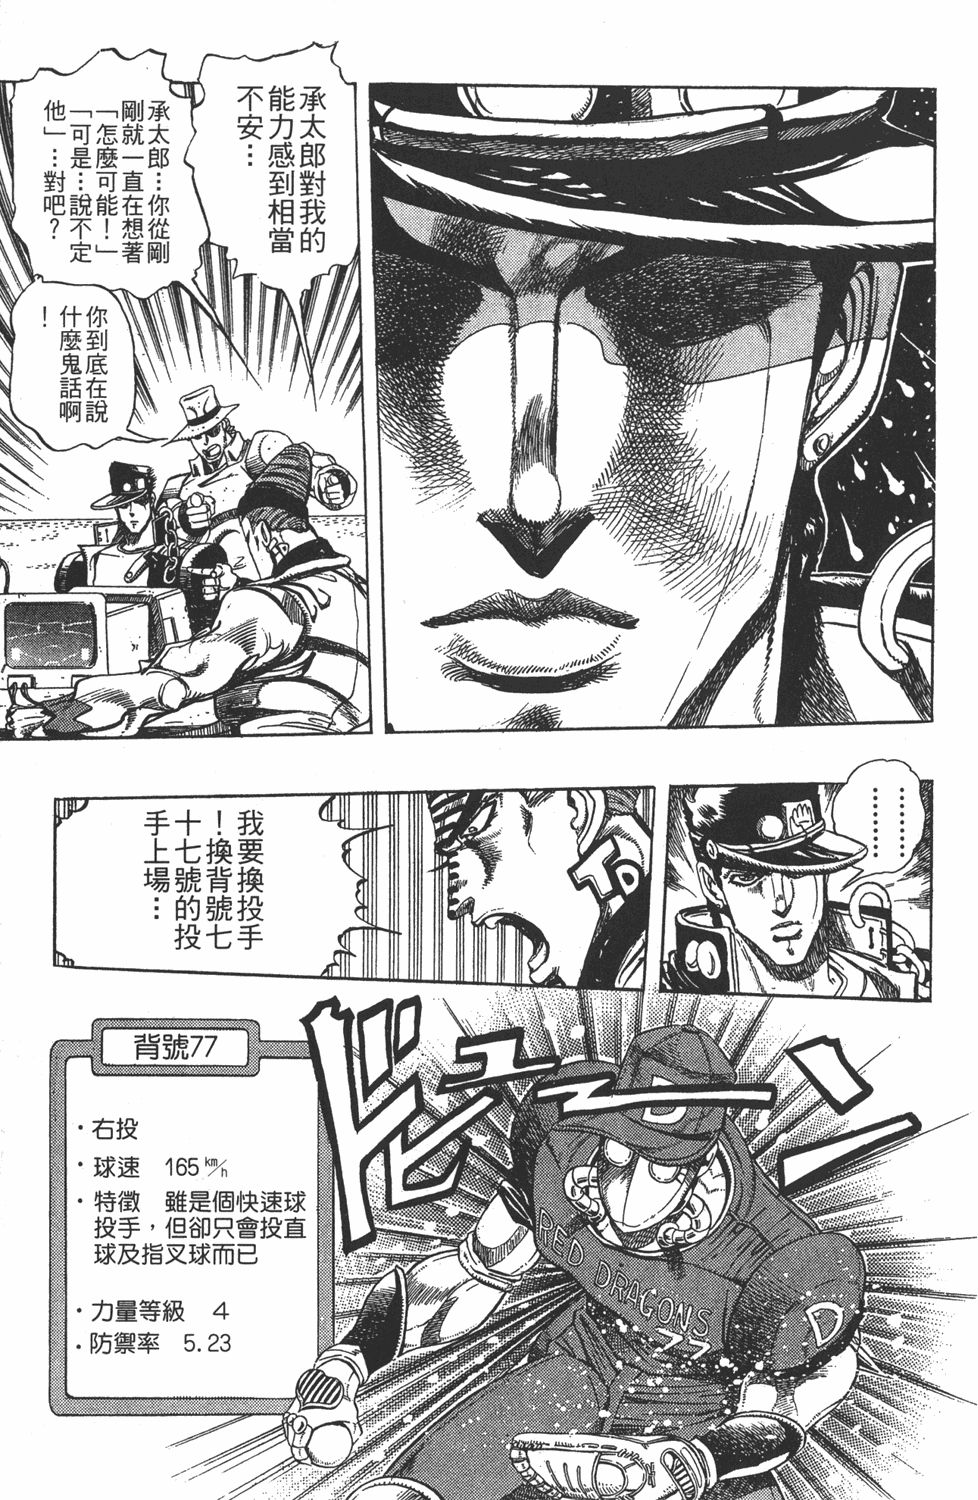 承太郎對我的
能力感到相當
不安…
承太郎…你從剛
剛就一直在想著
「怎麼可能！」
「可是…說不定
他」…對吧？
你到底在說
什麼鬼話啊
！
………………
我要換投手
！換背號七
十七號的投
手上場…
TD
ドギューーン
背號77
・右投
・球速 165㎞/h
・特徵 雖是個快速球
投手，但卻只會投直
球及指叉球而已
・力量等級 4
・防禦率 5.23
D
RED DRAGONS
77
D